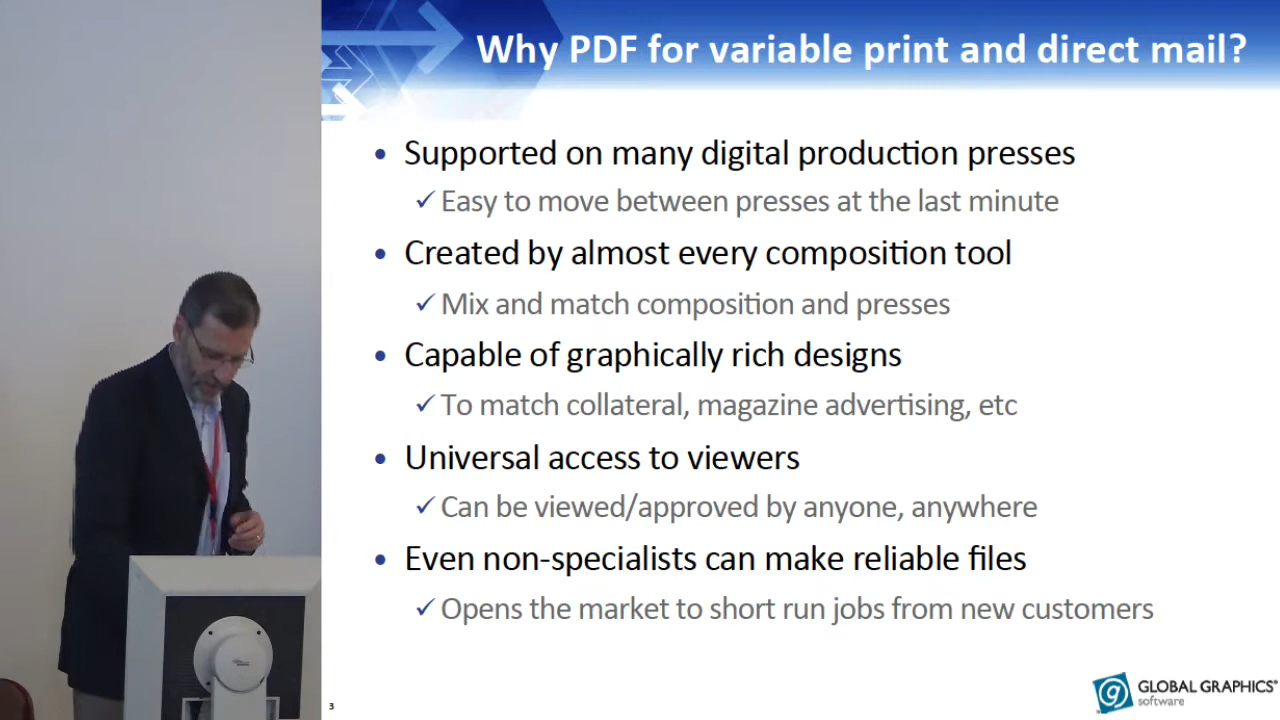 Why PDF for variable print and direct mail?
• Supported on many digital production presses
✓ Easy to move between presses at the last minute
• Created by almost every composition tool
✓ Mix and match composition and presses
• Capable of graphically rich designs
✓ To match collateral, magazine advertising, etc
• Universal access to viewers
✓ Can be viewed/approved by anyone, anywhere
• Even non-specialists can make reliable files
✓ Opens the market to short run jobs from new customers
3
g GLOBAL GRAPHICS®
software